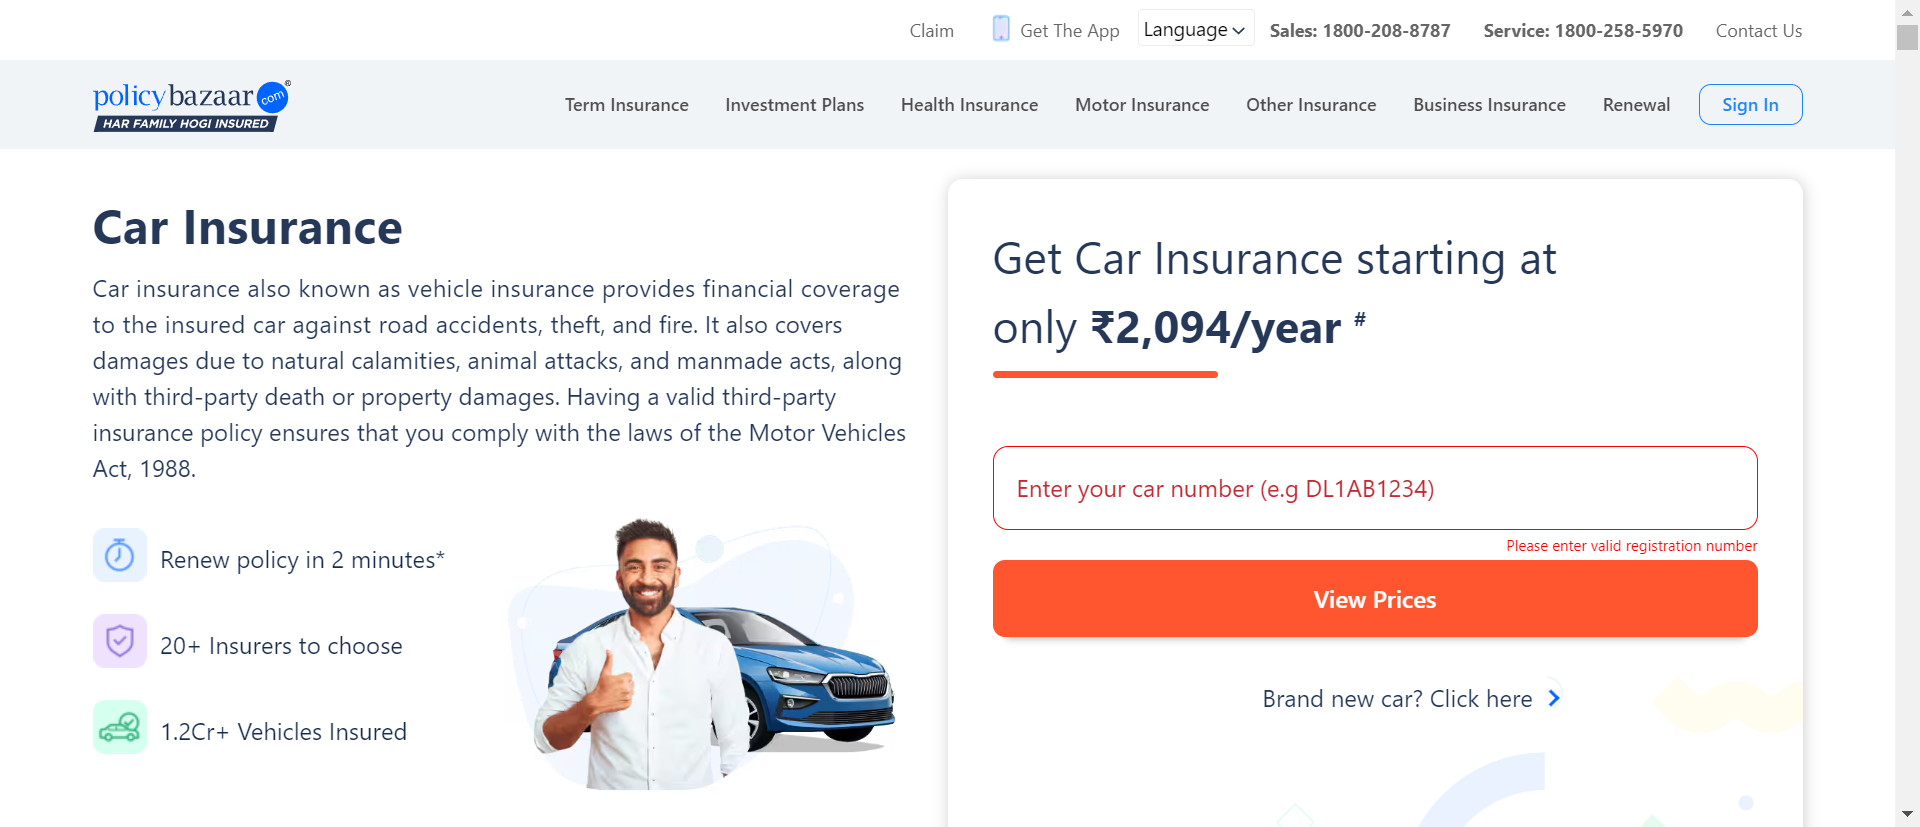 Claim Get The App Language Sales: 1800-208-8787 Service: 1800-258-5970 Contact Us
policybazaar com ®
HAR FAMILY HOGI INSURED
Term Insurance Investment Plans Health Insurance Motor Insurance Other Insurance Business Insurance Renewal Sign In
Car Insurance
Car insurance also known as vehicle insurance provides financial coverage
to the insured car against road accidents, theft, and fire. It also covers
damages due to natural calamities, animal attacks, and manmade acts, along
with third-party death or property damages. Having a valid third-party
insurance policy ensures that you comply with the laws of the Motor Vehicles
Act, 1988.
Renew policy in 2 minutes*
20+ Insurers to choose
1.2Cr+ Vehicles Insured
Get Car Insurance starting at
only ₹2,094/year #
Enter your car number (e.g DL1AB1234)
Please enter valid registration number
View Prices
Brand new car? Click here